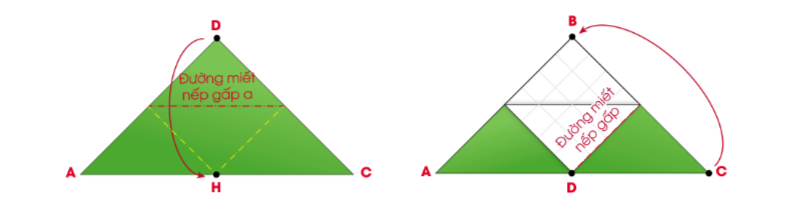 D
Đường miết
nếp gấp a
A
H
C
B
Đường miết
nếp gấp
A
D
C